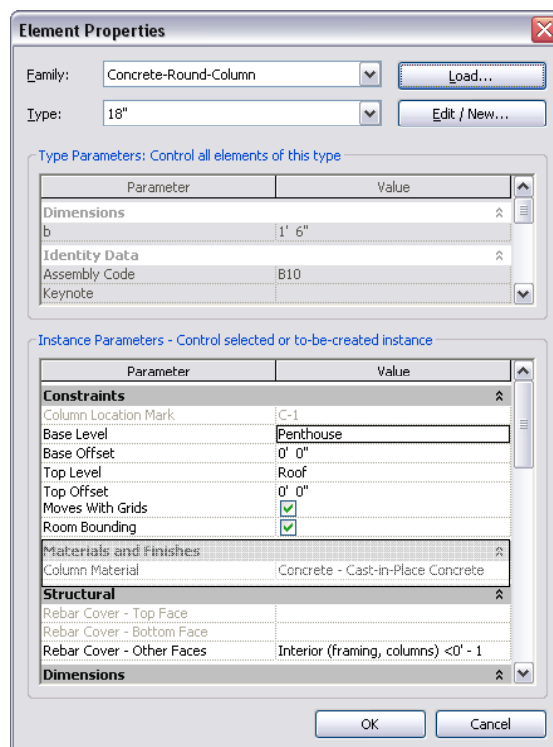 Element Properties
Family: Concrete-Round-Column Load...
Type: 18" Edit / New...
Type Parameters: Control all elements of this type
Parameter Value
Dimensions
b 1' 6"
Identity Data
Assembly Code B10
Keynote
Instance Parameters - Control selected or to-be-created instance
Parameter Value
Constraints
Column Location Mark C-1
Base Level Penthouse
Base Offset 0' 0"
Top Level Roof
Top Offset 0' 0"
Moves With Grids
Room Bounding
Materials and Finishes
Column Material Concrete - Cast-in-Place Concrete
Structural
Rebar Cover - Top Face
Rebar Cover - Bottom Face
Rebar Cover - Other Faces Interior (framing, columns) <0' - 1
Dimensions
OK Cancel